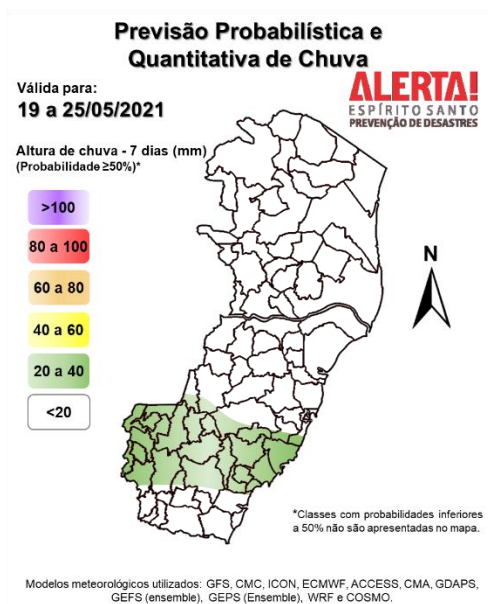 Previsão Probabilística e
Quantitativa de Chuva
Válida para:
19 a 25/05/2021
ALERTA!
ESPÍRITO SANTO
PREVENÇÃO DE DESASTRES
Altura de chuva - 7 dias (mm)
(Probabilidade ≥50%)*
>100
80 a 100
60 a 80
40 a 60
20 a 40
<20
N
*Classes com probabilidades inferiores
a 50% não são apresentadas no mapa.
Modelos meteorológicos utilizados: GFS, CMC, ICON, ECMWF, ACCESS, CMA, GDAPS,
GEFS (ensemble), GEPS (Ensemble), WRF e COSMO.